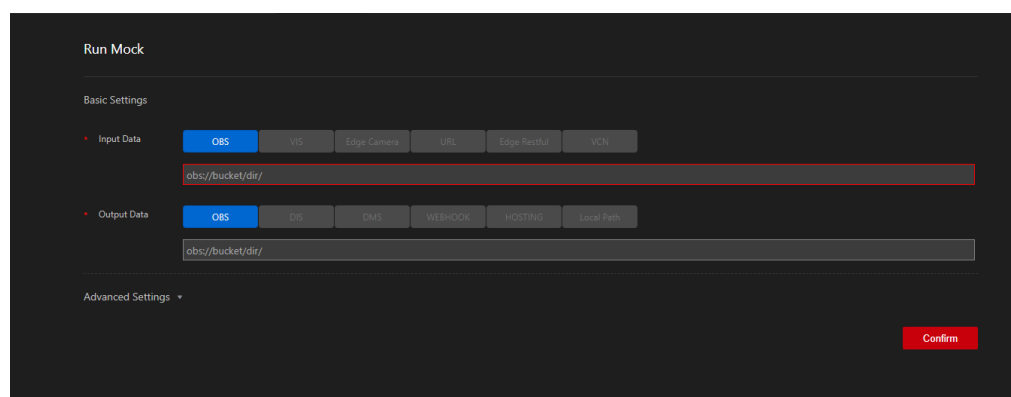 Run Mock
Basic Settings
* Input Data OBS VIS Edge Camera URL Edge Restful VCN
obs://bucket/dir/
* Output Data OBS DIS DMS WEBHOOK HOSTING Local Path
obs://bucket/dir/
Advanced Settings
Confirm